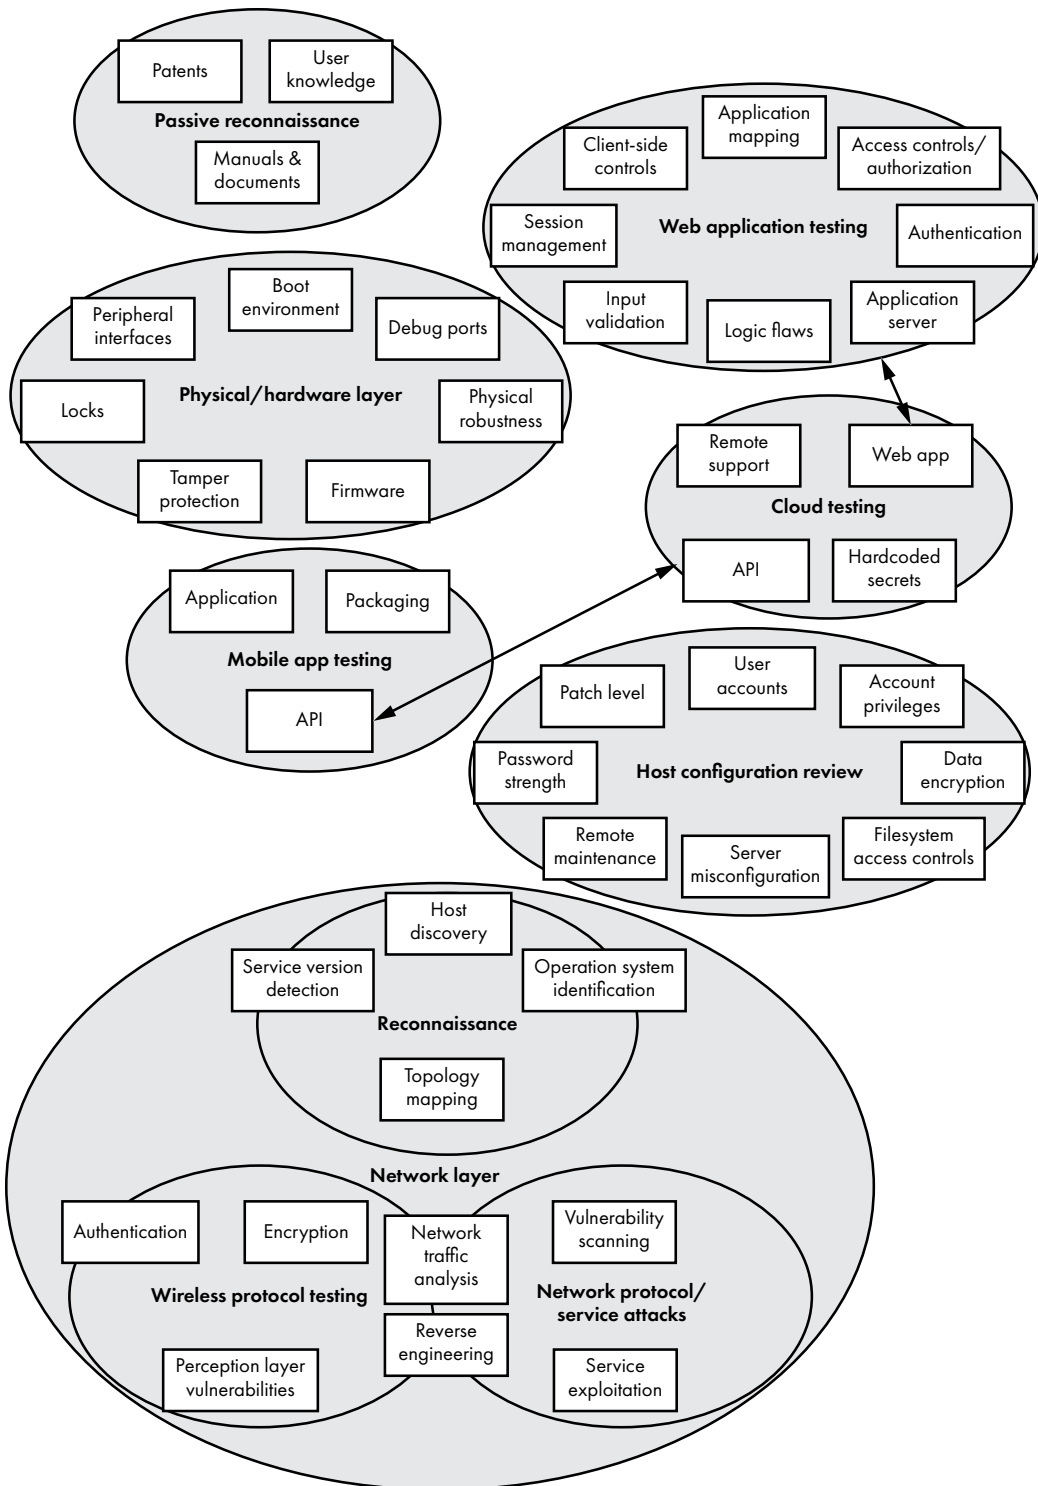 Patents
User
knowledge
Passive reconnaissance
Manuals &
documents
Application
mapping
Client-side
controls
Access controls/
authorization
Session
management
Web application testing
Authentication
Input
validation
Logic flaws
Application
server
Boot
environment
Peripheral
interfaces
Debug ports
Physical/hardware layer
Locks
Physical
robustness
Tamper
protection
Firmware
Remote
support
Web app
Cloud testing
API
Hardcoded
secrets
Application
Packaging
Mobile app testing
API
User
accounts
Patch level
Account
privileges
Password
strength
Host configuration review
Data
encryption
Remote
maintenance
Server
misconfiguration
Filesystem
access controls
Host
discovery
Service version
detection
Operation system
identification
Reconnaissance
Topology
mapping
Network layer
Authentication
Encryption
Network
traffic
analysis
Vulnerability
scanning
Wireless protocol testing
Network protocol/
service attacks
Reverse
engineering
Perception layer
vulnerabilities
Service
exploitation